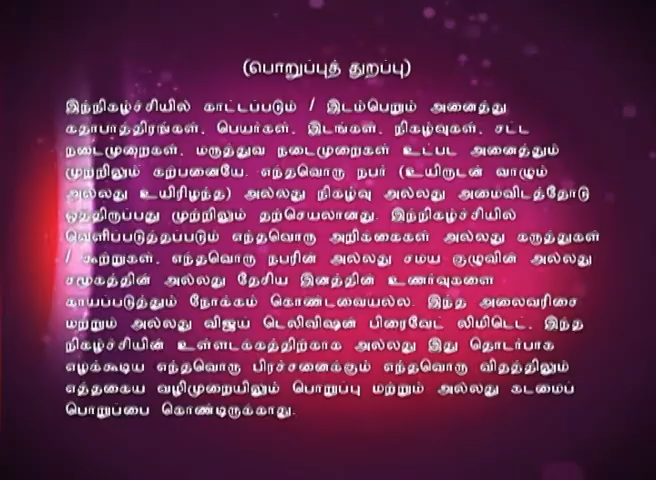 (பொறுப்புத் துறப்பு)
இந்நிகழ்ச்சியில் காட்டப்படும் / இடம்பெறும் அனைத்து
கதாபாத்திரங்கள், பெயர்கள், இடங்கள், நிகழ்வுகள், சட்ட
நடைமுறைகள், மருத்துவ நடைமுறைகள் உட்பட அனைத்தும்
முற்றிலும் கற்பனையே. எந்தவொரு நபர் (உயிருடன் வாழும்
அல்லது உயிரிழந்த) அல்லது நிகழ்வு அல்லது அமைவிடத்தோடு
ஒத்திருப்பது முற்றிலும் தற்செயலானது. இந்நிகழ்ச்சியில்
வெளிப்படுத்தப்படும் எந்தவொரு அறிக்கைகள் அல்லது கருத்துகள்
/ கூற்றுகள், எந்தவொரு நபரின் அல்லது சமய குழுவின் அல்லது
சமூகத்தின் அல்லது தேசிய இனத்தின் உணர்வுகளை
காயப்படுத்தும் நோக்கம் கொண்டவையல்ல. இந்த அலைவரிசை
மற்றும் அல்லது விஜய் டெலிவிஷன் பிரைவேட் லிமிடெட், இந்த
நிகழ்ச்சியின் உள்ளடக்கத்திற்காக அல்லது இது தொடர்பாக
எழக்கூடிய எந்தவொரு பிரச்சனைக்கும் எந்தவொரு விதத்திலும்
எத்தகைய வழிமுறையிலும் பொறுப்பு மற்றும் அல்லது கடமைப்
பொறுப்பை கொண்டிருக்காது.